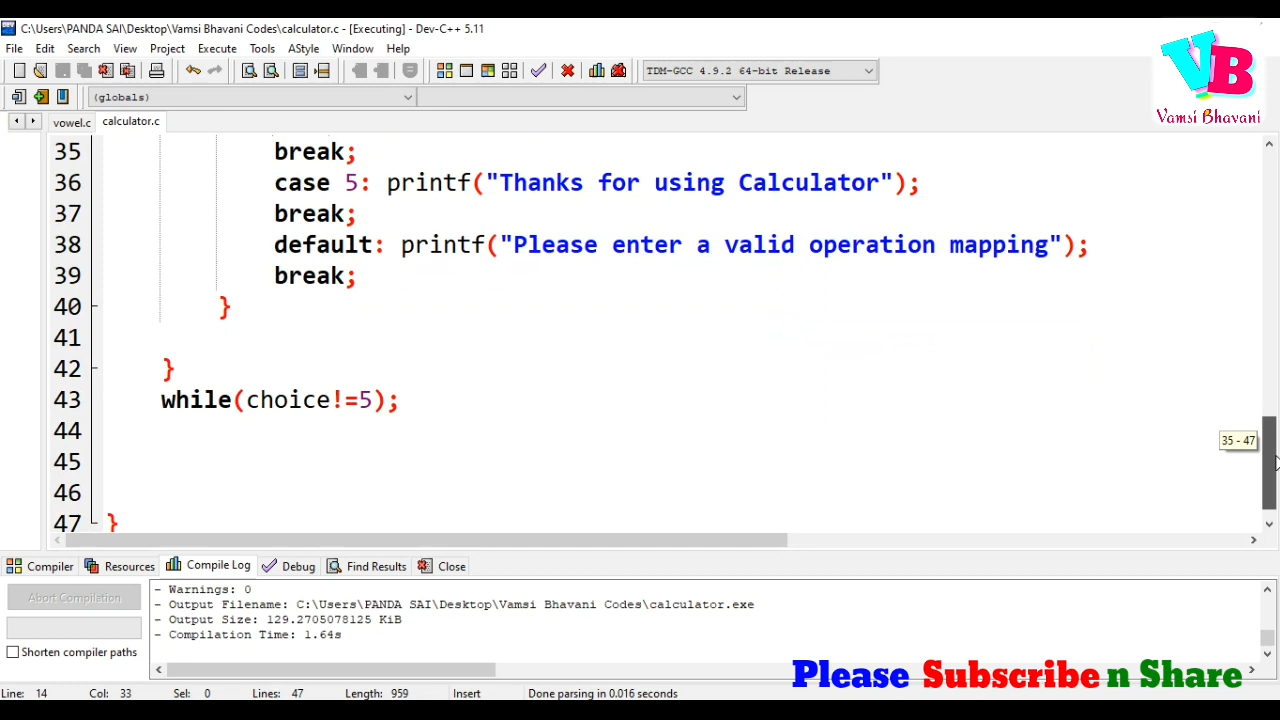 C:\Users\PANDA SAI\Desktop\Vamsi Bhavani Codes\calculator.c - [Executing] - Dev-C++ 5.11
File Edit Search View Project Execute Tools AStyle Window Help
TDM-GCC 4.9.2 64-bit Release
(globals)
VB
Vamsi Bhavani
vowel.c calculator.c
35 break;
36 case 5: printf("Thanks for using Calculator");
37 break;
38 default: printf("Please enter a valid operation mapping");
39 break;
40 }
41
42 }
43 while(choice!=5);
44
35 - 47
45
46
47 }
Compiler Resources Compile Log Debug Find Results Close
Abort Compilation
Shorten compiler paths
- Warnings: 0
- Output Filename: C:\Users\PANDA SAI\Desktop\Vamsi Bhavani Codes\calculator.exe
- Output Size: 129.2705078125 KiB
- Compilation Time: 1.64s
Please Subscribe n Share
Line: 14 Col: 33 Sel: 0 Lines: 47 Length: 959 Insert Done parsing in 0.016 seconds